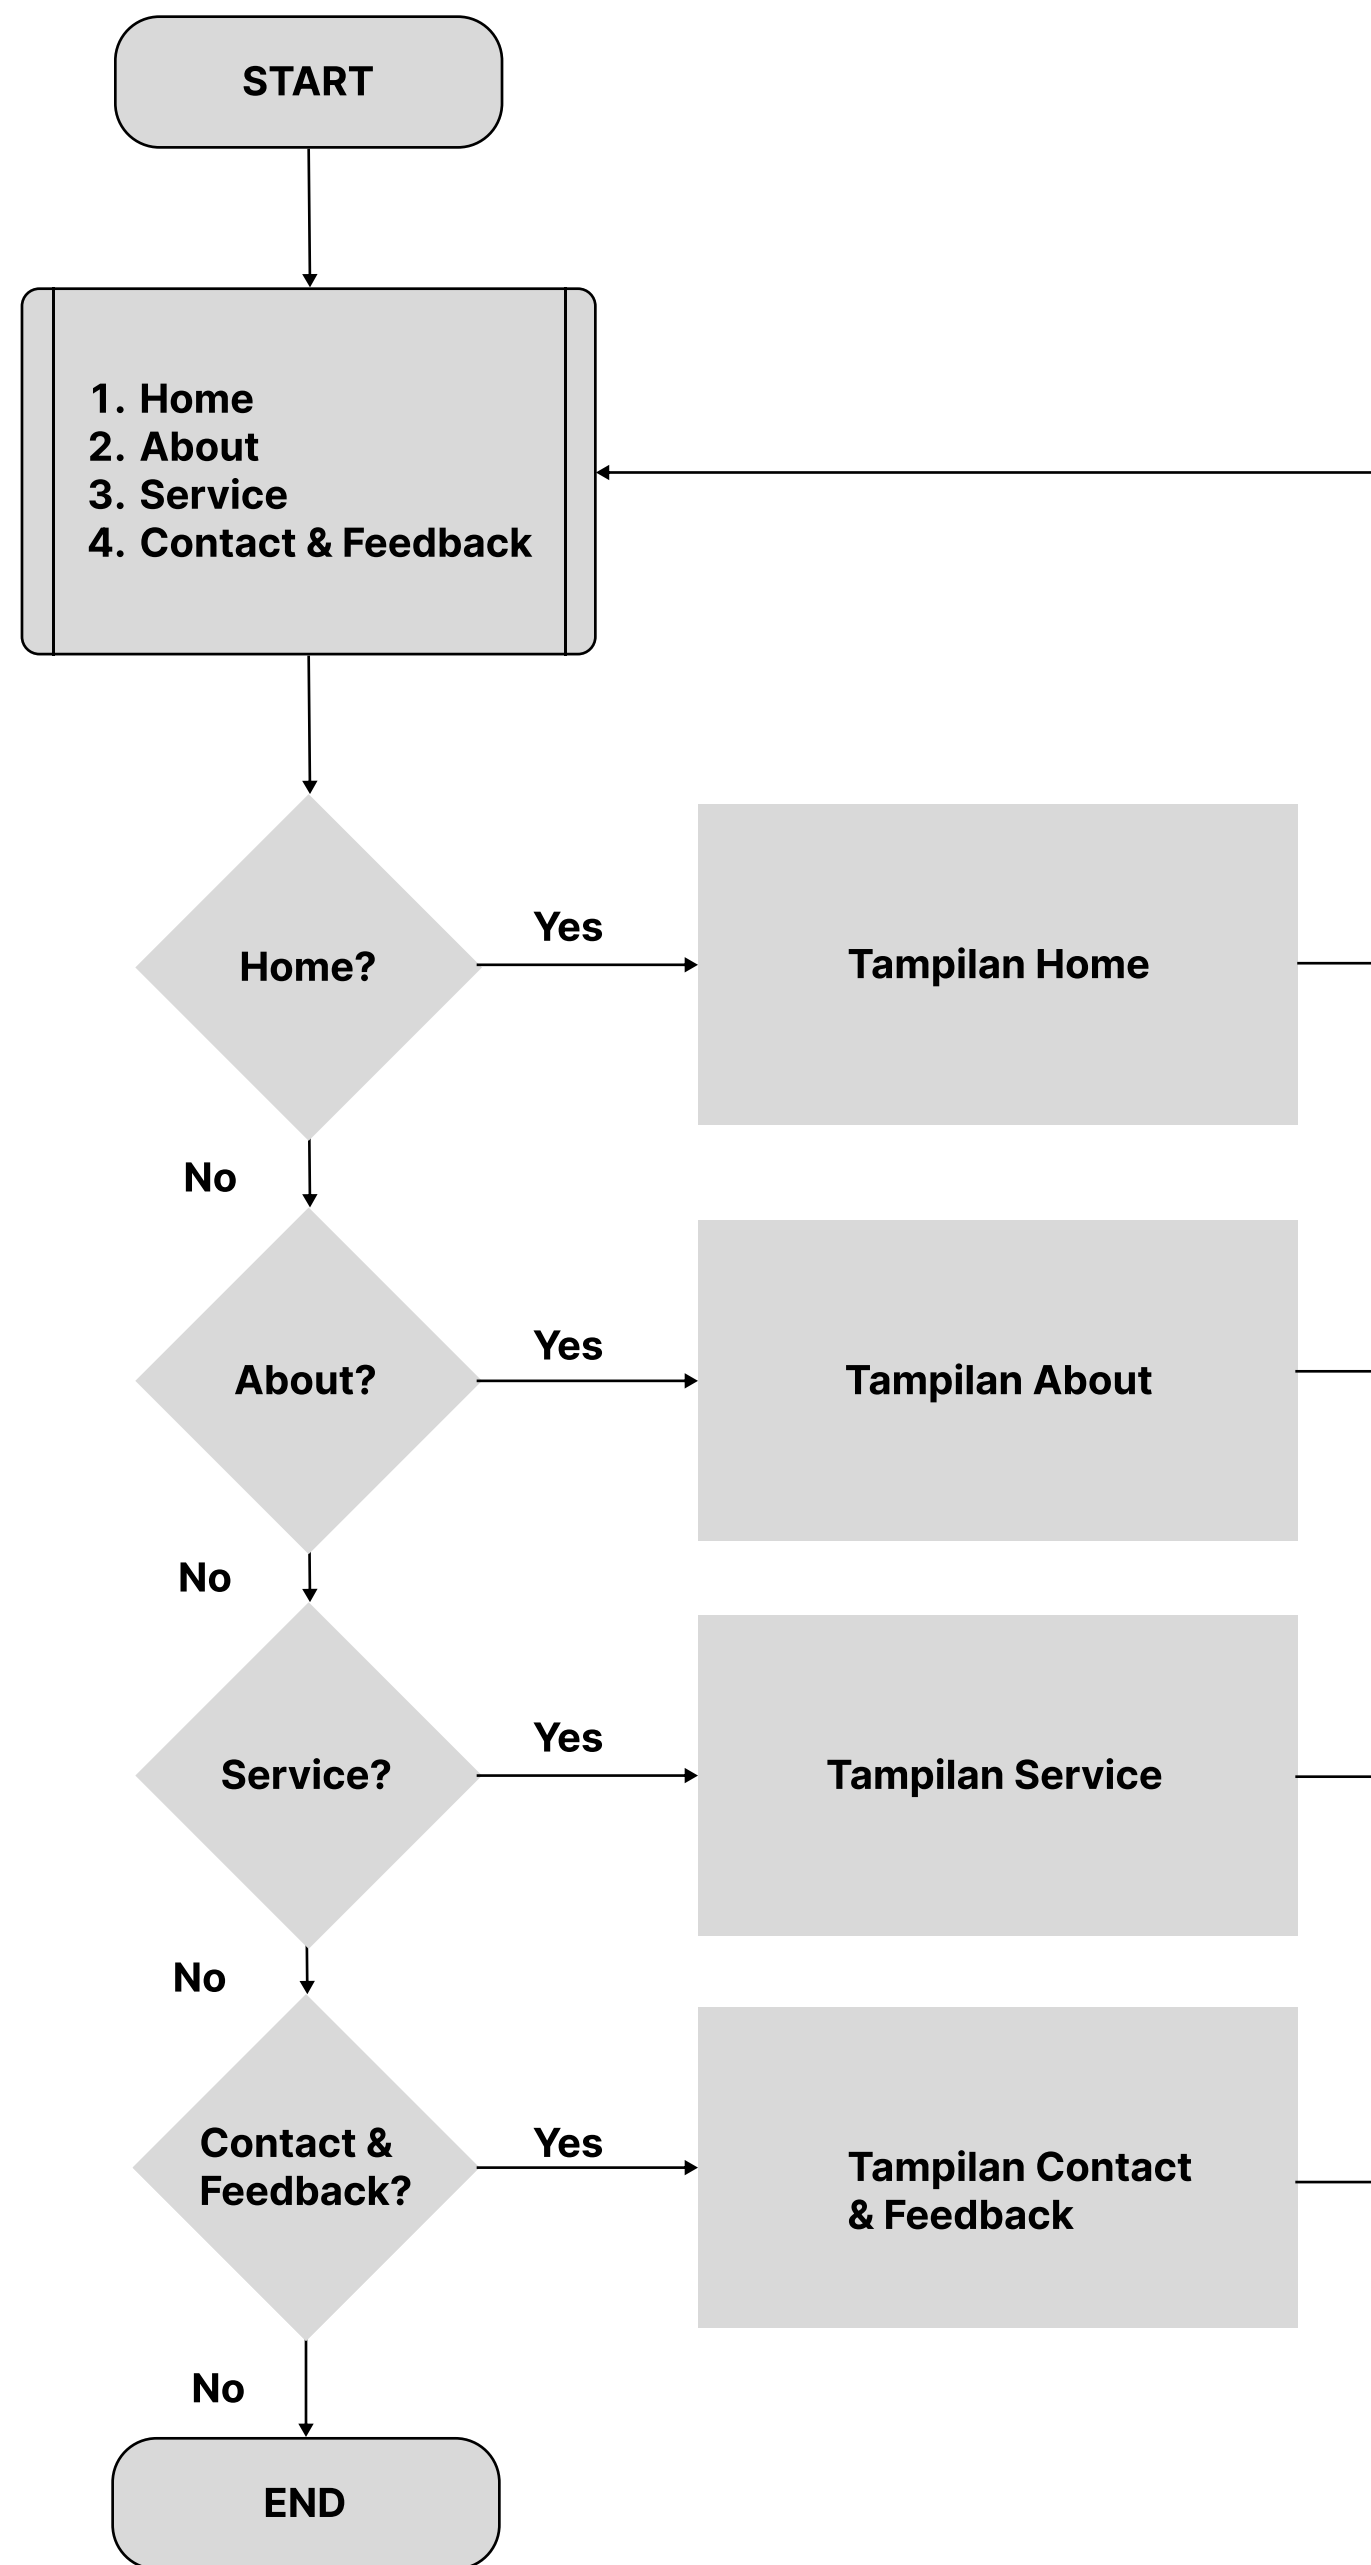 START
1. Home
2. About
3. Service
4. Contact & Feedback
Home?
Yes
Tampilan Home
No
About?
Yes
Tampilan About
No
Service?
Yes
Tampilan Service
No
Contact &
Feedback?
Yes
Tampilan Contact
& Feedback
No
END